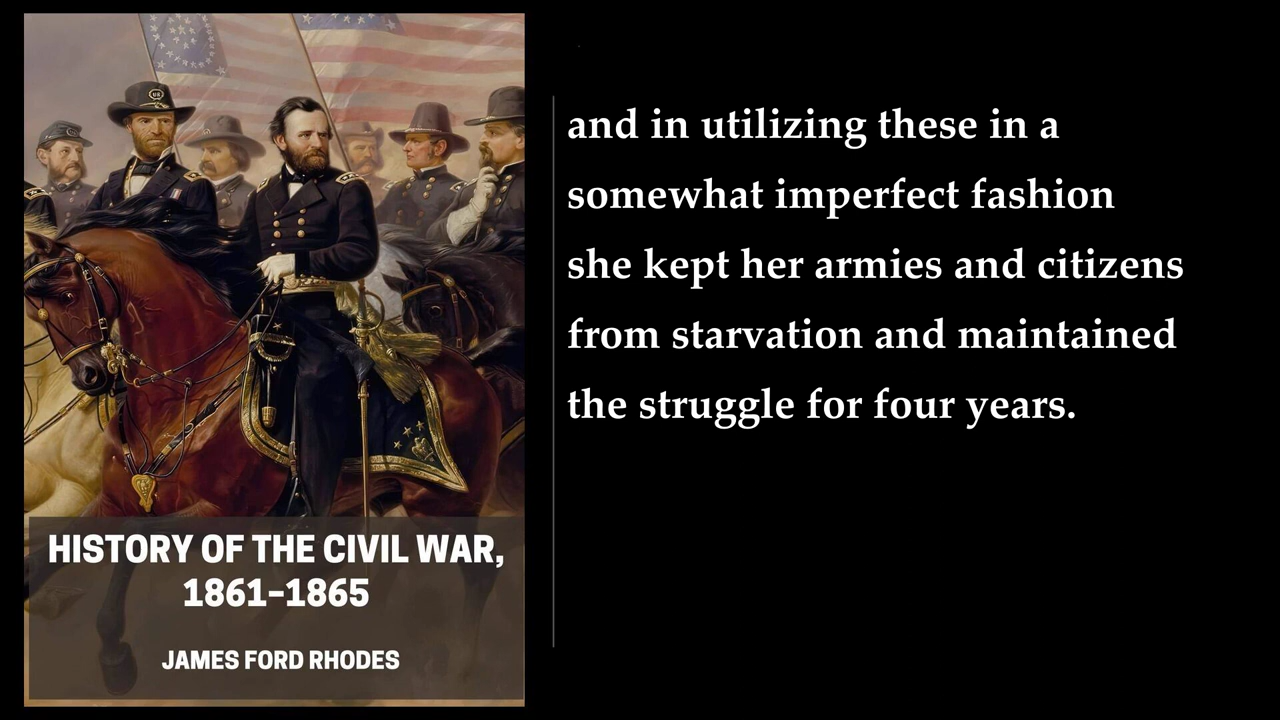 and in utilizing these in a
somewhat imperfect fashion
she kept her armies and citizens
from starvation and maintained
the struggle for four years.
HISTORY OF THE CIVIL WAR,
1861–1865
JAMES FORD RHODES